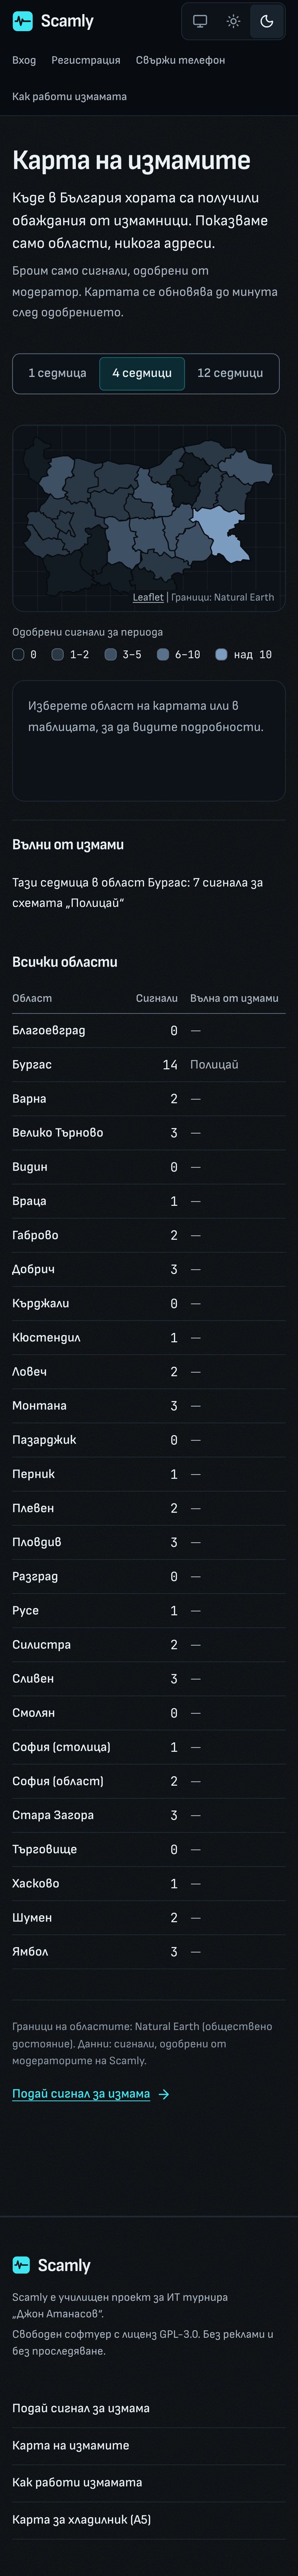 Scamly
Вход Регистрация Свържи телефон
Как работи измамата
Карта на измамите
Къде в България хората са получили
обаждания от измамници. Показваме
само области, никога адреси.
Броим само сигнали, одобрени от
модератор. Картата се обновява до минута
след одобрението.
1 седмица 4 седмици 12 седмици
Leaflet | Граници: Natural Earth
Одобрени сигнали за периода
0 1–2 3–5 6–10 над 10
Изберете област на картата или в
таблицата, за да видите подробности.
Вълни от измами
Тази седмица в област Бургас: 7 сигнала за
схемата „Полицай“
Всички области
Област Сигнали Вълна от измами
Благоевград 0 —
Бургас 14 Полицай
Варна 2 —
Велико Търново 3 —
Видин 0 —
Враца 1 —
Габрово 2 —
Добрич 3 —
Кърджали 0 —
Кюстендил 1 —
Ловеч 2 —
Монтана 3 —
Пазарджик 0 —
Перник 1 —
Плевен 2 —
Пловдив 3 —
Разград 0 —
Русе 1 —
Силистра 2 —
Сливен 3 —
Смолян 0 —
София (столица) 1 —
София (област) 2 —
Стара Загора 3 —
Търговище 0 —
Хасково 1 —
Шумен 2 —
Ямбол 3 —
Граници на областите: Natural Earth (обществено
достояние). Данни: сигнали, одобрени от
модераторите на Scamly.
Подай сигнал за измама →
Scamly
Scamly е училищен проект за ИТ турнира
„Джон Атанасов“.
Свободен софтуер с лиценз GPL-3.0. Без реклами и
без проследяване.
Подай сигнал за измама
Карта на измамите
Как работи измамата
Карта за хладилник (A5)